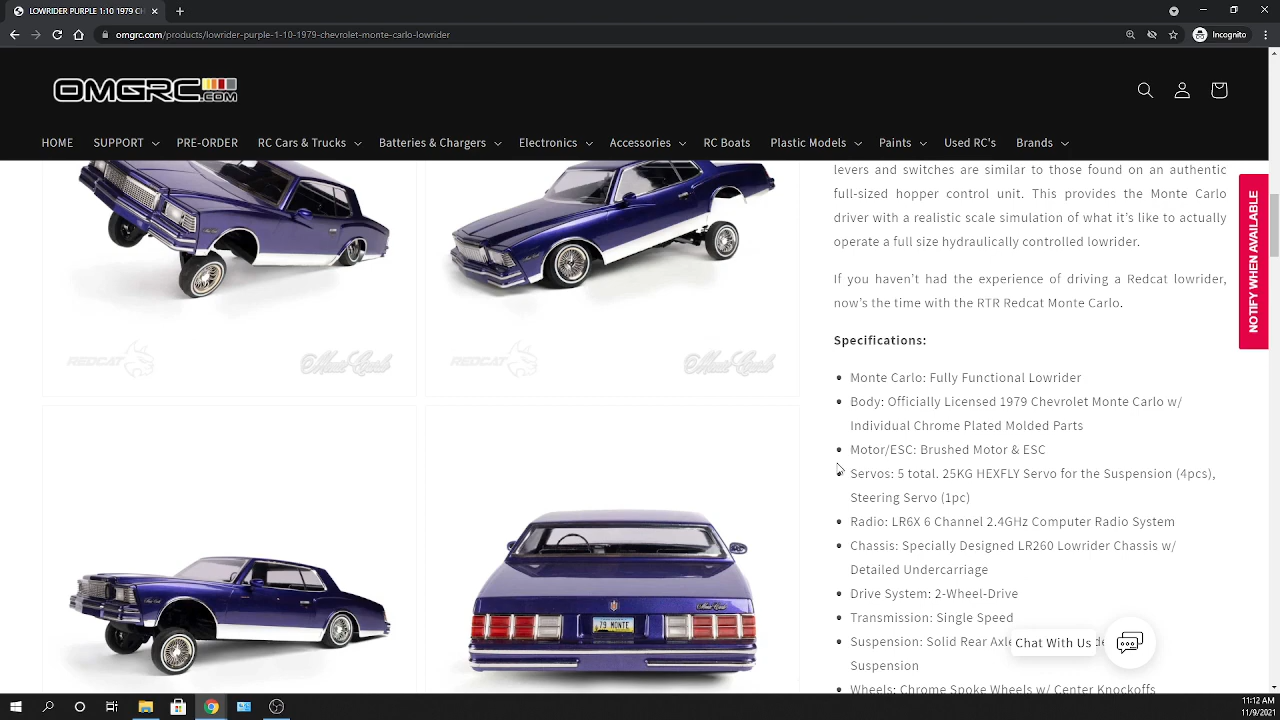 LOWRIDER PURPLE 1:10 1979 CH
omgrc.com/products/lowrider-purple-1-10-1979-chevrolet-monte-carlo-lowrider
Incognito
OMGRC.COM
HOME SUPPORT PRE-ORDER RC Cars & Trucks Batteries & Chargers Electronics Accessories RC Boats Plastic Models Paints Used RC's Brands
levers and switches are similar to those found on an authentic
full-sized hopper control unit. This provides the Monte Carlo
driver with a realistic scale simulation of what it's like to actually
operate a full size hydraulically controlled lowrider.
If you haven't had the experience of driving a Redcat lowrider,
now's the time with the RTR Redcat Monte Carlo.
Specifications:
Monte Carlo: Fully Functional Lowrider
Body: Officially Licensed 1979 Chevrolet Monte Carlo w/
Individual Chrome Plated Molded Parts
Motor/ESC: Brushed Motor & ESC
Servos: 5 total. 25KG HEXFLY Servo for the Suspension (4pcs),
Steering Servo (1pc)
Radio: LR6X 6 Channel 2.4GHz Computer Radio System
Chassis: Specially Designed LR260 Lowrider Chassis w/
Detailed Undercarriage
Drive System: 2-Wheel-Drive
Transmission: Single Speed
Suspension: Solid Rear Axle
Suspension
Wheels: Chrome Spoke Wheels w/ Center Knockoffs
Chat With Us
NOTIFY WHEN AVAILABLE
REDCAT Monte Carlo
REDCAT Monte Carlo
Monte Carlo
79 MONTE
11:12 AM
11/9/2021